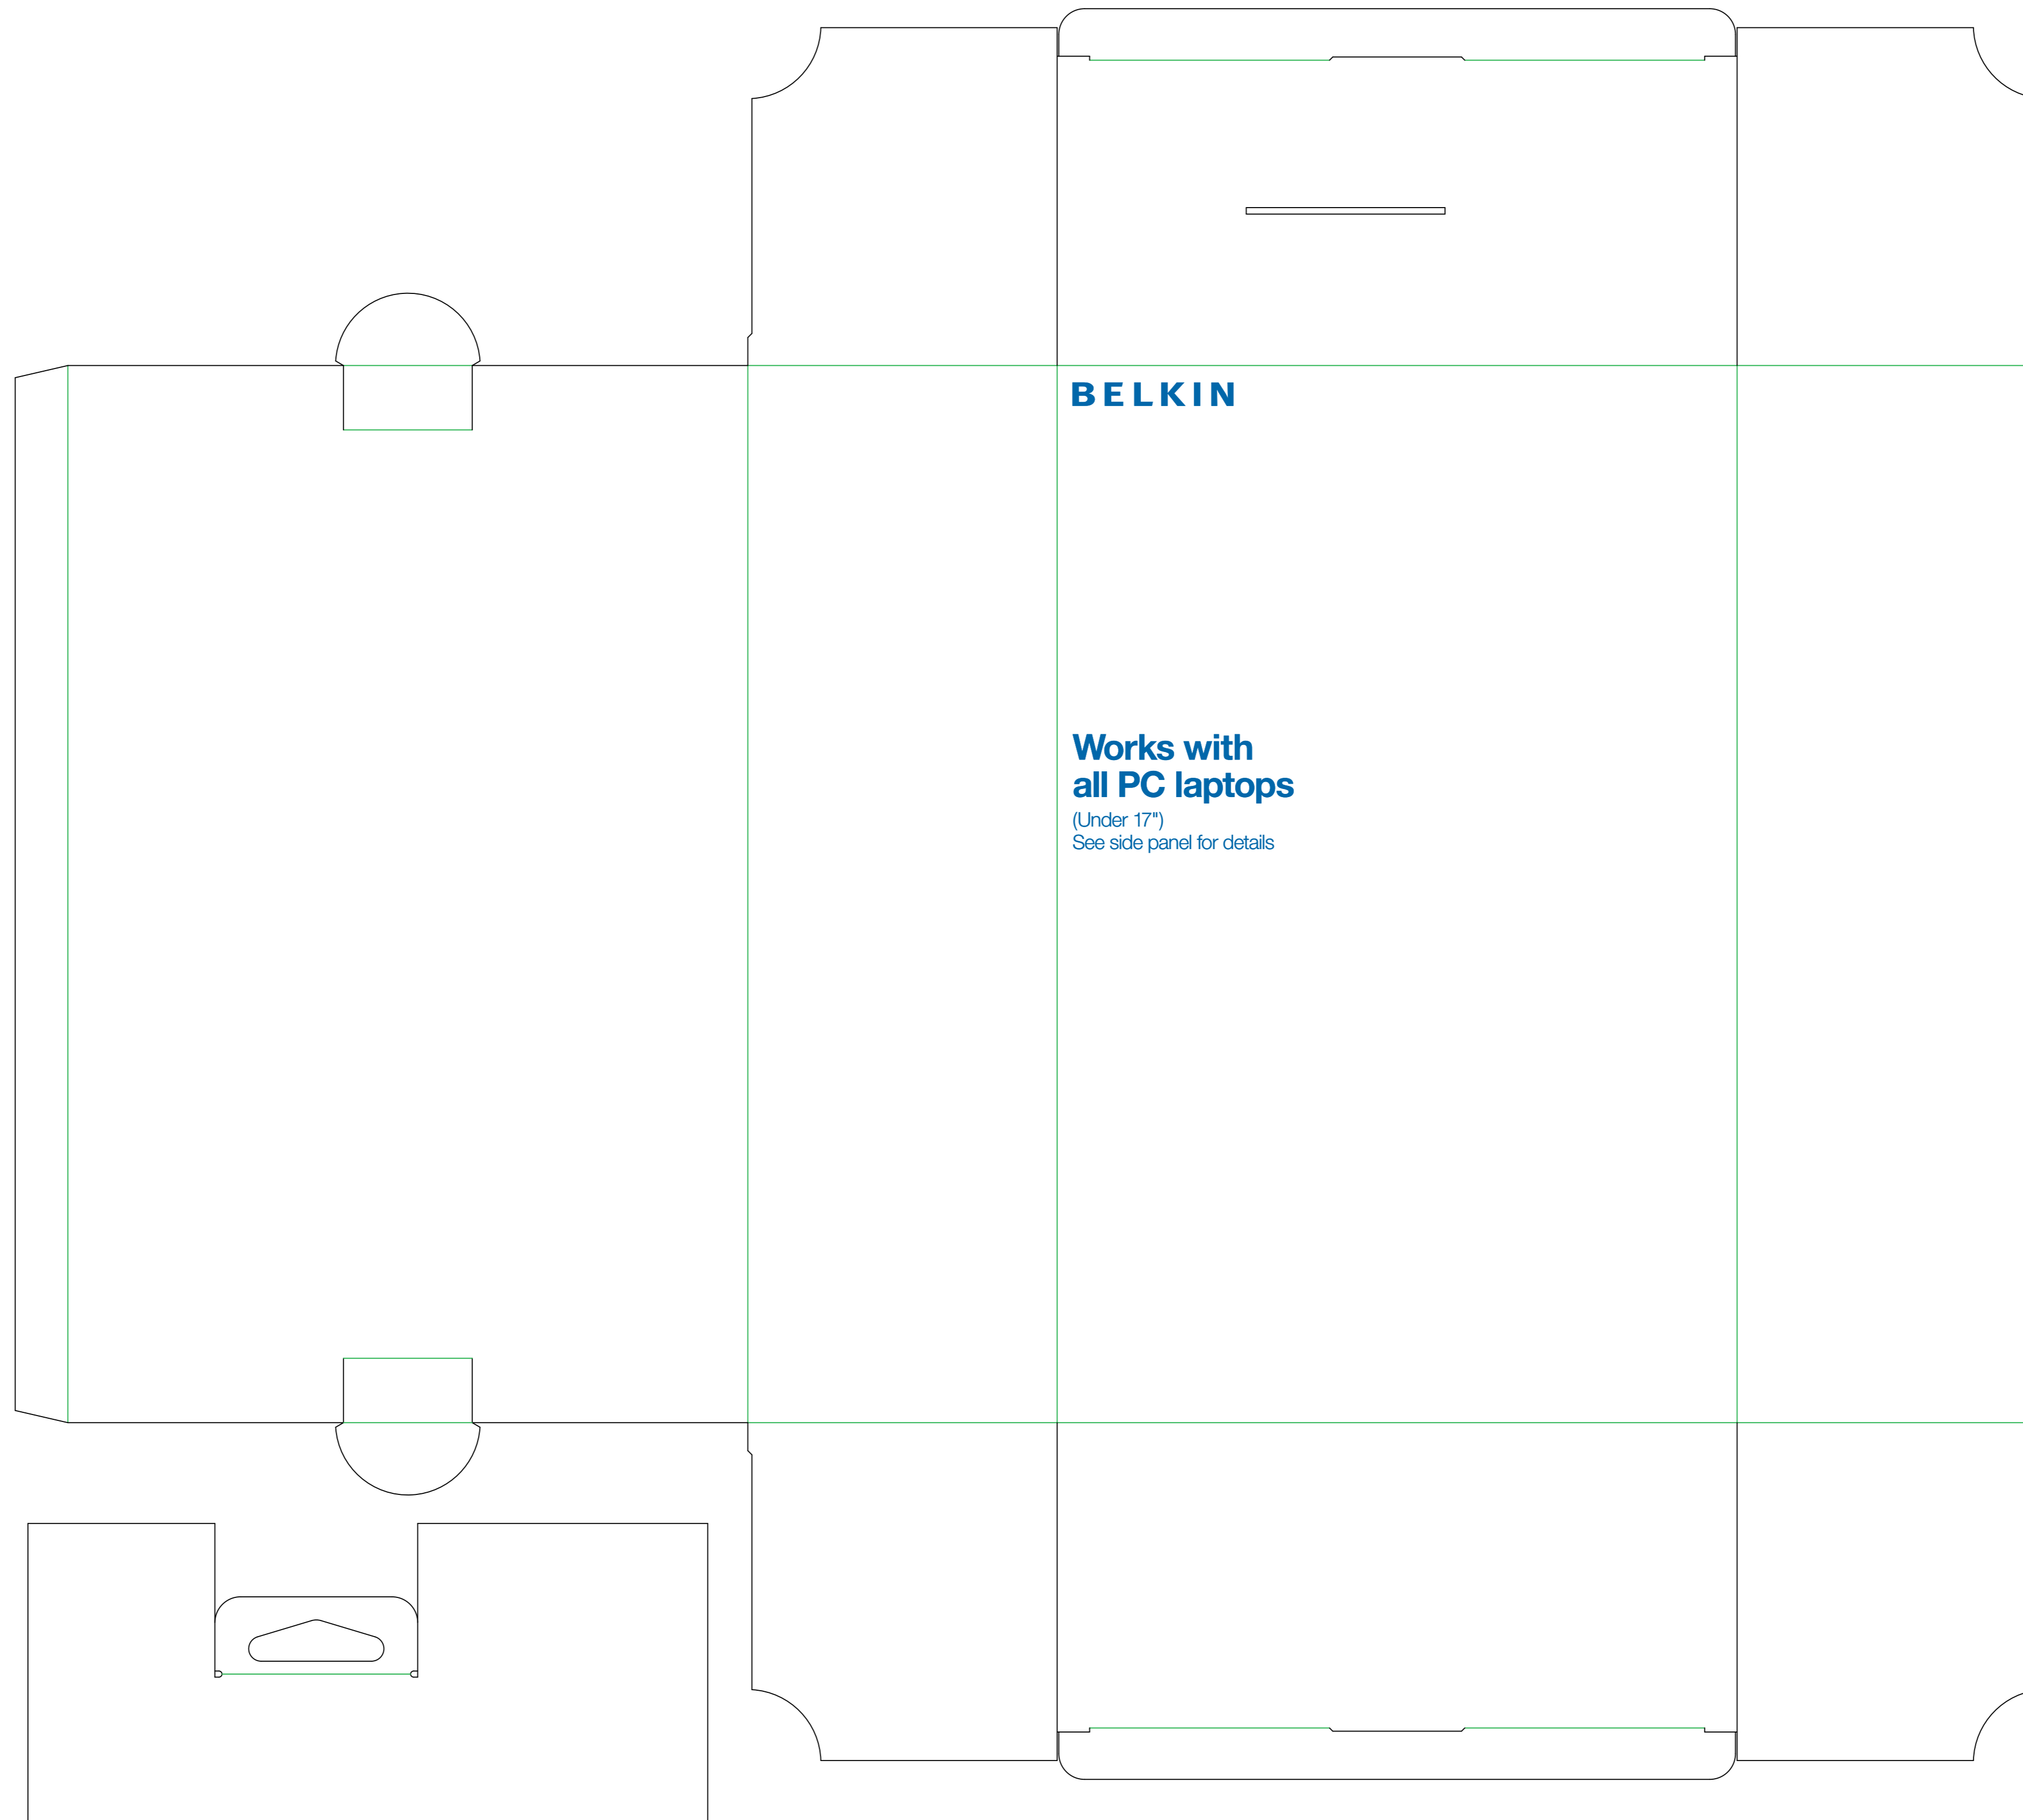 BELKIN
Works with
all PC laptops
(Under 17")
See side panel for details